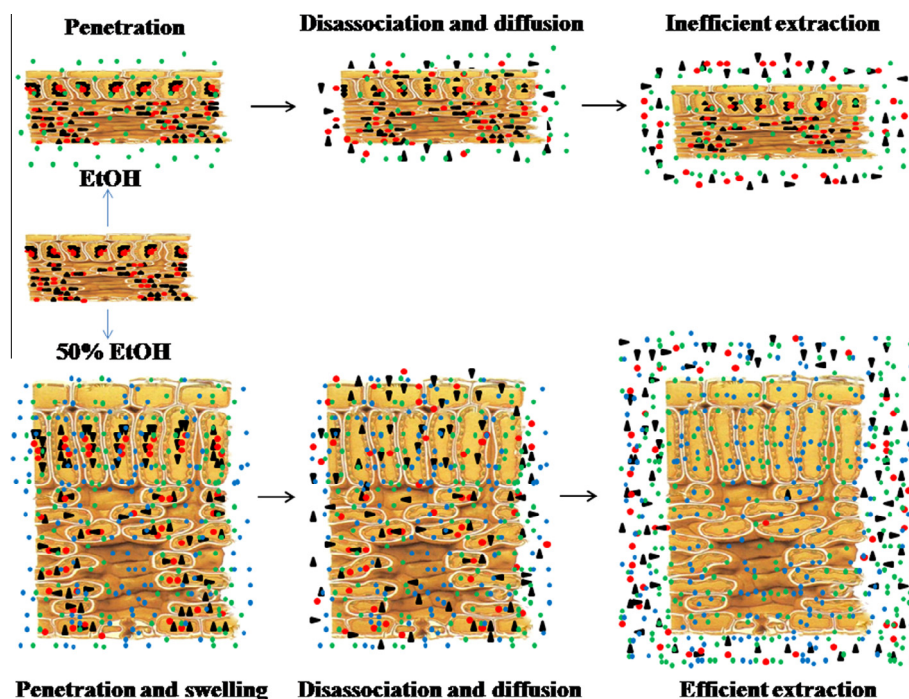 Penetration
Disassociation and diffusion
Inefficient extraction
EtOH
50% EtOH
Penetration and swelling
Disassociation and diffusion
Efficient extraction